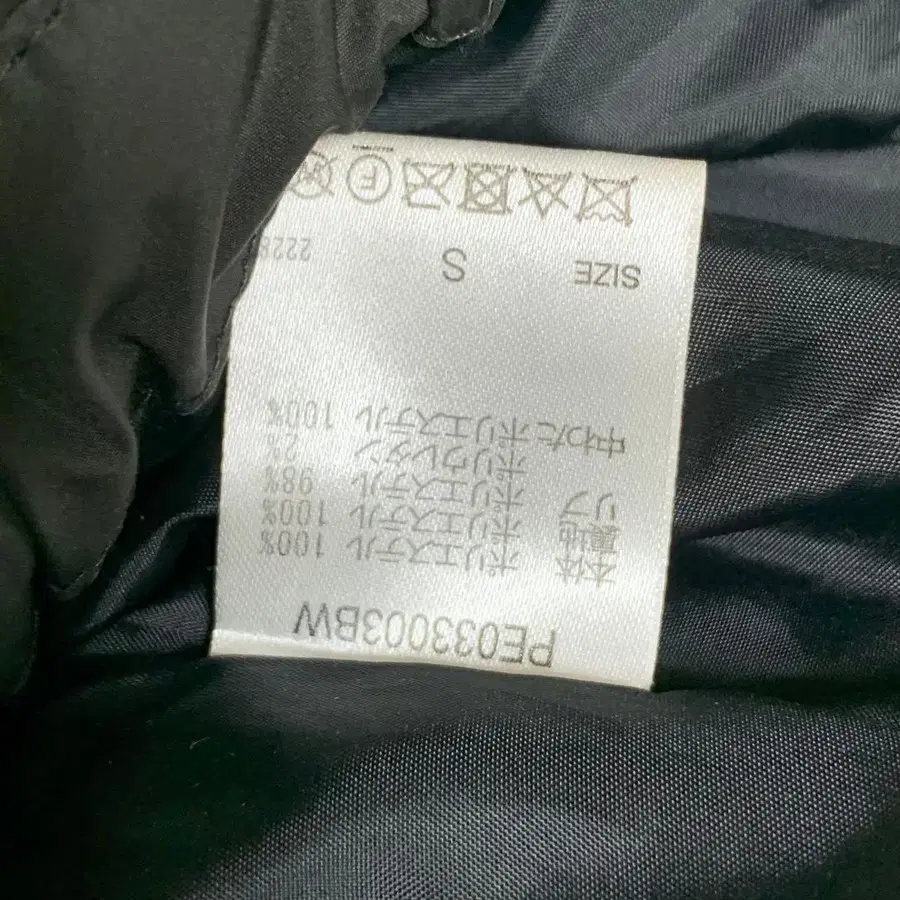 PE033003BW
本体 ポリエステル 100%
裏地 ポリエステル 100%
リブ ポリエステル 98%
ポリウレタン 2%
中わた ポリエステル 100%
SIZE S
F